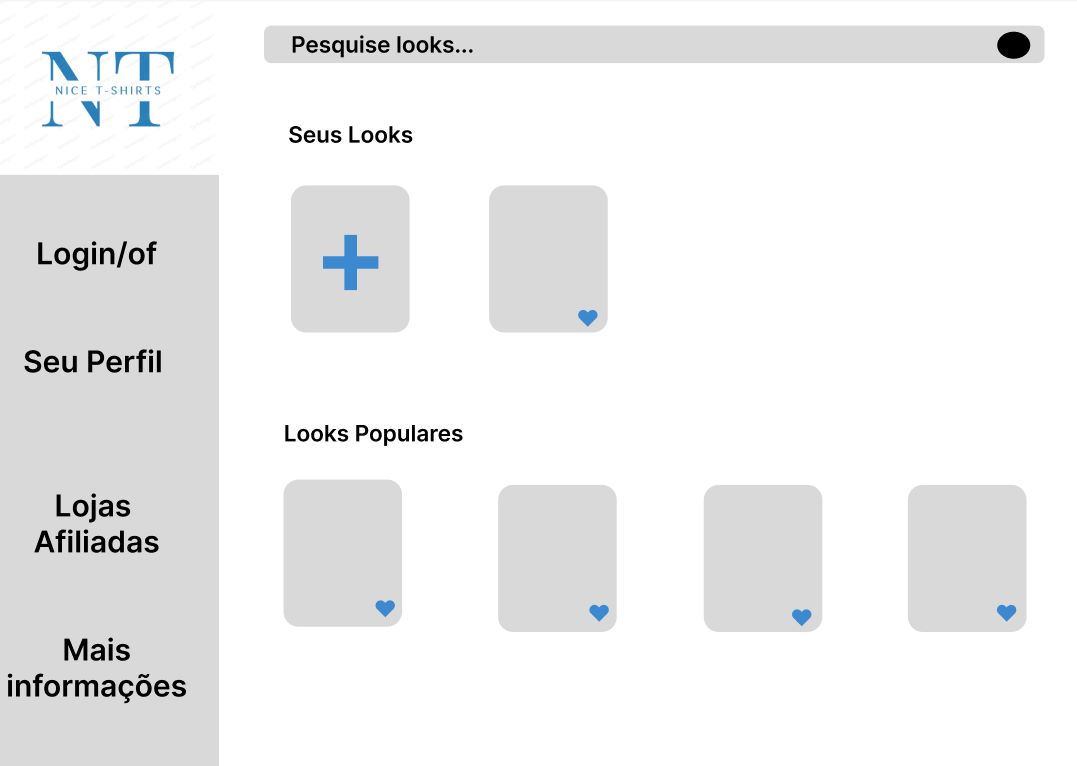 NT
NICE T-SHIRTS
Pesquise looks...
Seus Looks
Login/of
Seu Perfil
Looks Populares
Lojas
Afiliadas
Mais
informações